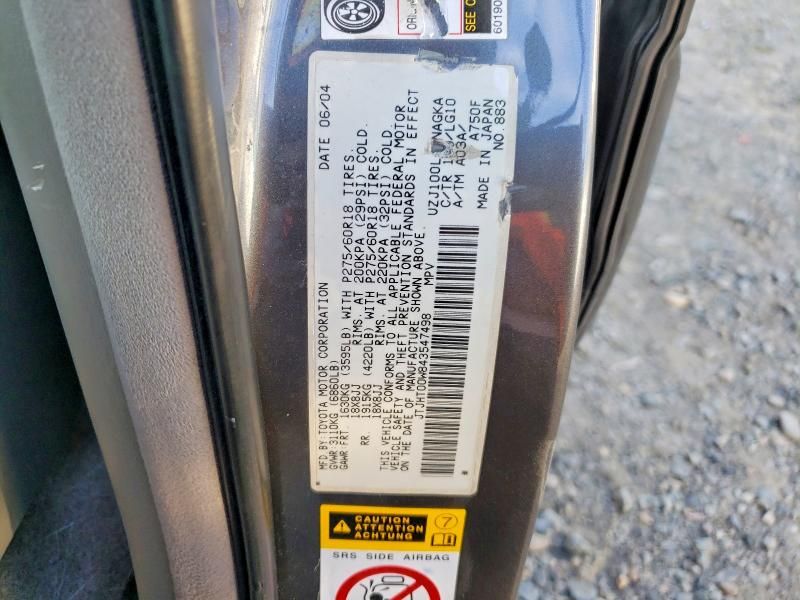 ORI
SEE O
60190
MFD.BY:TOYOTA MOTOR CORPORATION DATE 06/04
GVWR:3110KG (6860LB)
GAWR:FRT. 1630KG (3595LB) WITH P275/60R18 TIRES,
18X8JJ RIMS. AT 200KPA (29PSI) COLD.
RR. 1915KG (4220LB) WITH P275/60R18 TIRES,
18X8JJ RIMS. AT 220KPA (32PSI) COLD.
THIS VEHICLE CONFORMS TO ALL APPLICABLE FEDERAL MOTOR
VEHICLE SAFETY AND THEFT PREVENTION STANDARDS IN EFFECT
ON THE DATE OF MANUFACTURE SHOWN ABOVE.
JTJHT00W843547498 MPV
C/TR /LG10
A/TM A03A/ A750F
MADE IN JAPAN
NO.883
CAUTION
ATTENTION
ACHTUNG
7
SRS SIDE AIRBAG